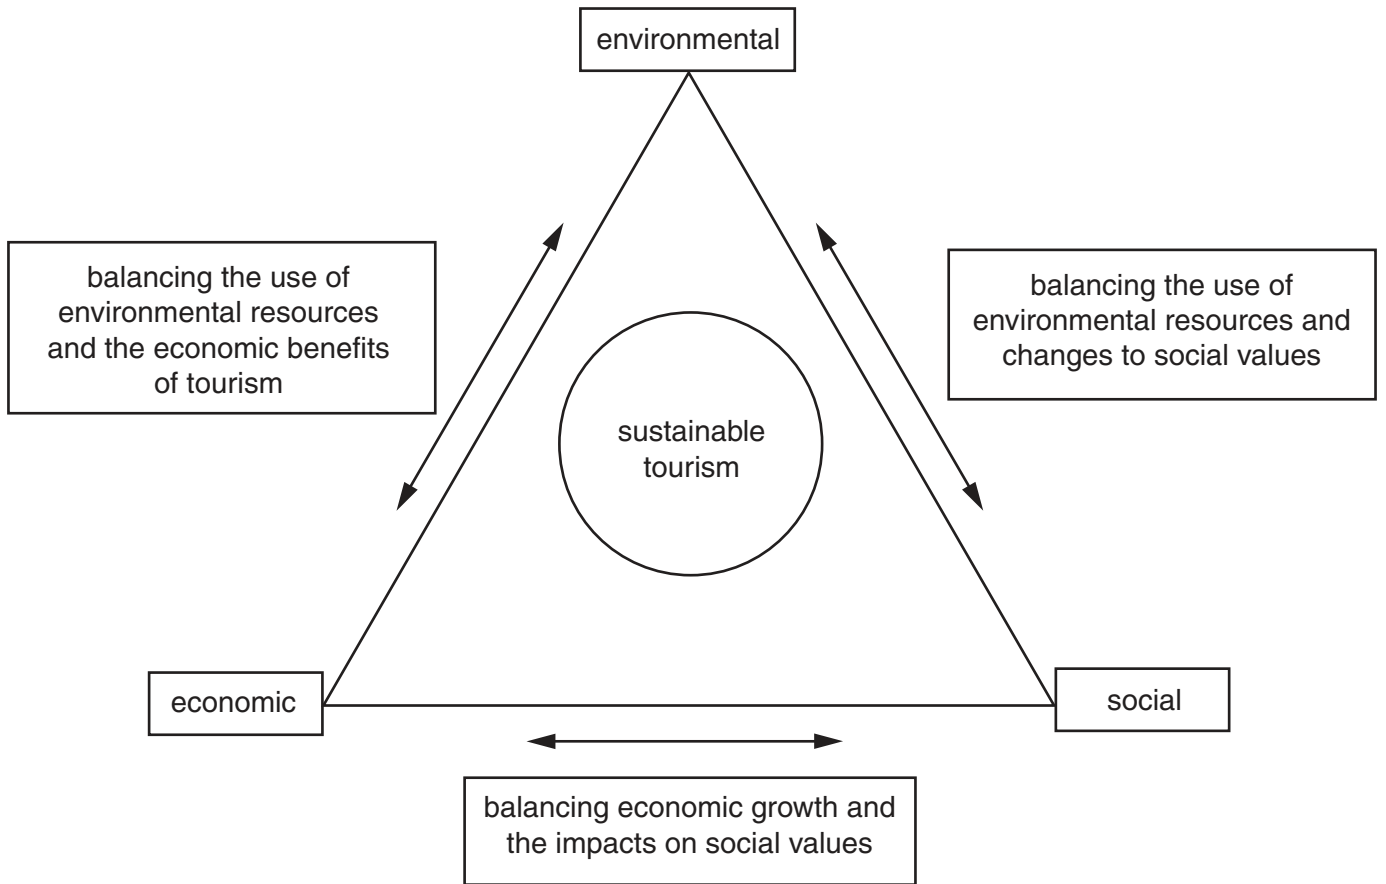 environmental
balancing the use of
environmental resources
and the economic benefits
of tourism
balancing the use of
environmental resources and
changes to social values
sustainable
tourism
economic
social
balancing economic growth and
the impacts on social values